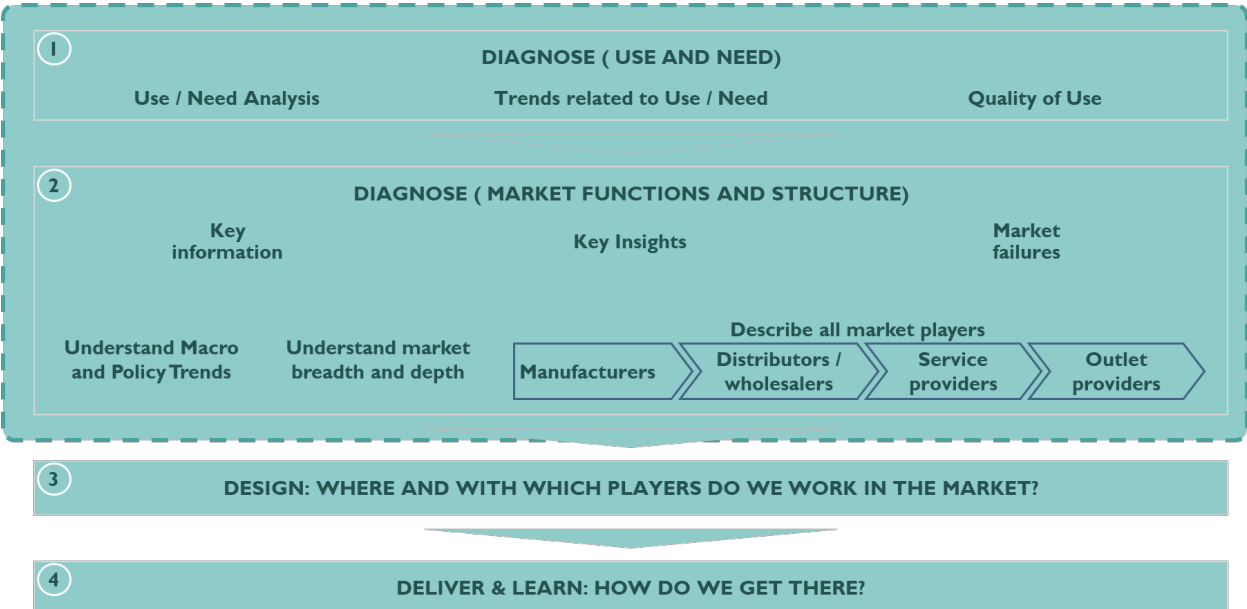 1
DIAGNOSE ( USE AND NEED)
Use / Need Analysis
Trends related to Use / Need
Quality of Use
2
DIAGNOSE ( MARKET FUNCTIONS AND STRUCTURE)
Key
information
Key Insights
Market
failures
Understand Macro
and Policy Trends
Understand market
breadth and depth
Describe all market players
Manufacturers
Distributors /
wholesalers
Service
providers
Outlet
providers
3
DESIGN: WHERE AND WITH WHICH PLAYERS DO WE WORK IN THE MARKET?
4
DELIVER & LEARN: HOW DO WE GET THERE?